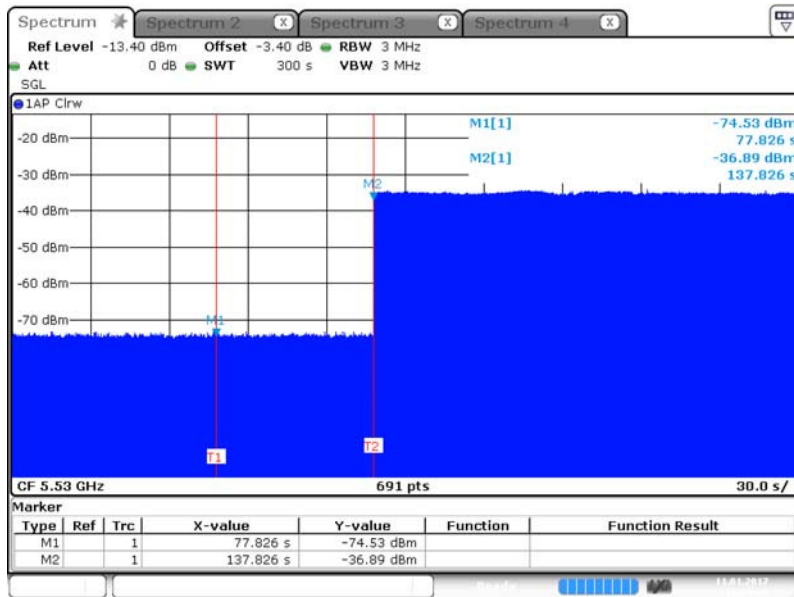 Spectrum Spectrum 2 X Spectrum 3 X Spectrum 4 X
Ref Level -13.40 dBm Offset -3.40 dB RBW 3 MHz
Att 0 dB SWT 300 s VBW 3 MHz
SGL
1AP Clrw
M1[1] -74.53 dBm
77.826 s
M2[1] -36.89 dBm
137.826 s
-20 dBm
-30 dBm
M2
-40 dBm
-50 dBm
-60 dBm
-70 dBm
M1
T1 T2
CF 5.53 GHz 691 pts 30.0 s/
Marker
Type Ref Trc X-value Y-value Function Function Result
M1 1 77.826 s -74.53 dBm
M2 1 137.826 s -36.89 dBm
Ready 11.01.2017